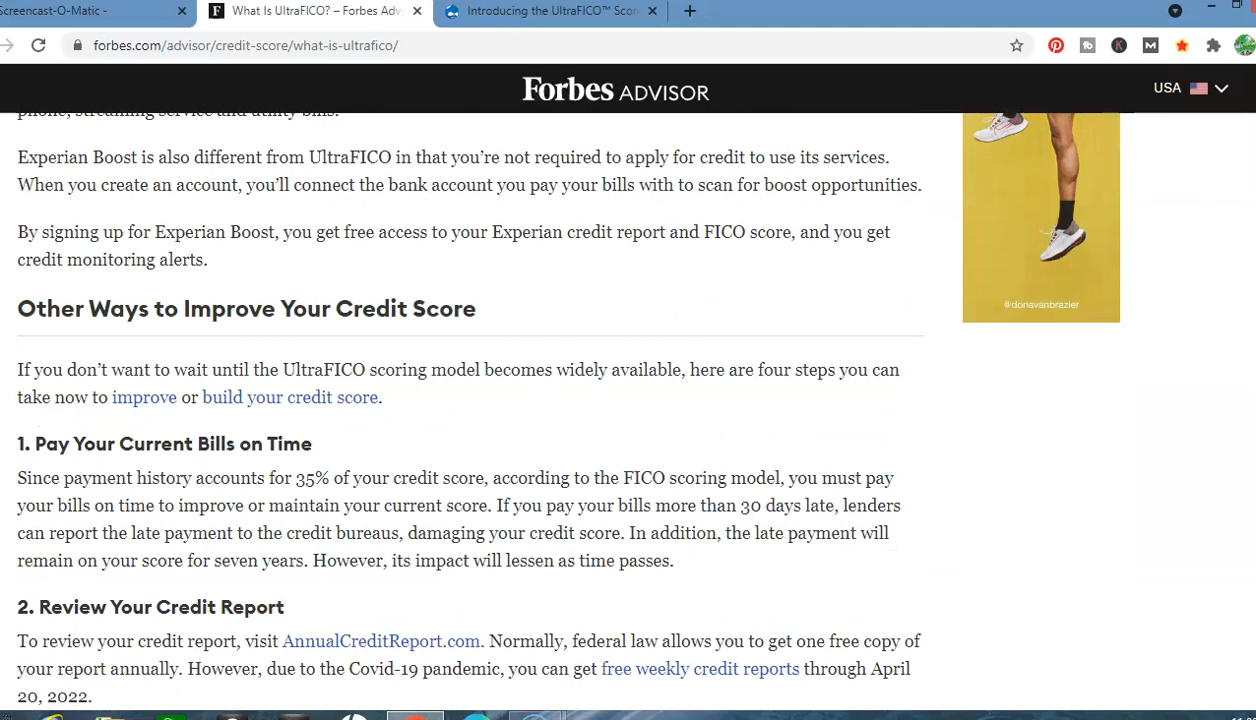 Screencast-O-Matic -
What Is UltraFICO? – Forbes Adv
Introducing the UltraFICO™ Scor
forbes.com/advisor/credit-score/what-is-ultrafico/
Forbes ADVISOR
USA
phone, streaming service and utility bills.
Experian Boost is also different from UltraFICO in that you’re not required to apply for credit to use its services.
When you create an account, you’ll connect the bank account you pay your bills with to scan for boost opportunities.
By signing up for Experian Boost, you get free access to your Experian credit report and FICO score, and you get
credit monitoring alerts.
@donavanbrazier
Other Ways to Improve Your Credit Score
If you don’t want to wait until the UltraFICO scoring model becomes widely available, here are four steps you can
take now to improve or build your credit score.
1. Pay Your Current Bills on Time
Since payment history accounts for 35% of your credit score, according to the FICO scoring model, you must pay
your bills on time to improve or maintain your current score. If you pay your bills more than 30 days late, lenders
can report the late payment to the credit bureaus, damaging your credit score. In addition, the late payment will
remain on your score for seven years. However, its impact will lessen as time passes.
2. Review Your Credit Report
To review your credit report, visit AnnualCreditReport.com. Normally, federal law allows you to get one free copy of
your report annually. However, due to the Covid-19 pandemic, you can get free weekly credit reports through April
20, 2022.